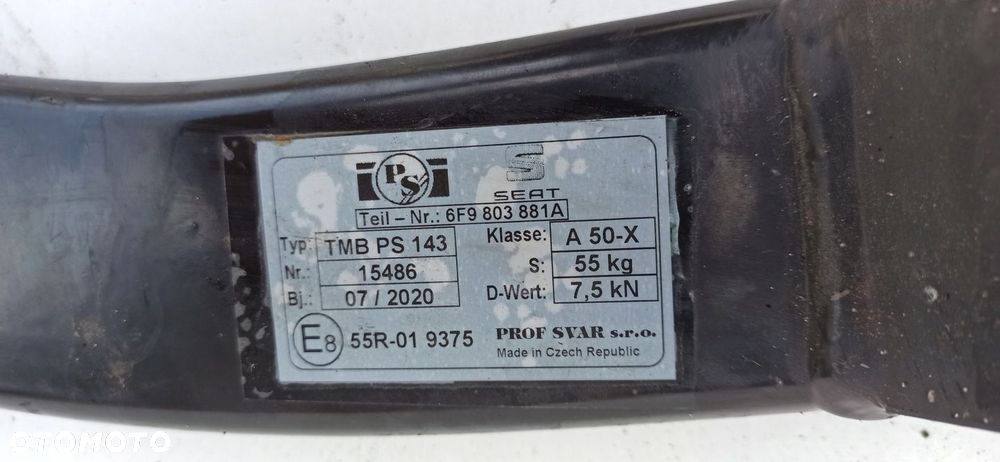 PS
SEAT
Teil – Nr.: 6F9 803 881A
Typ: TMB PS 143
Klasse: A 50-X
Nr.: 15486
S: 55 kg
Bj.: 07 / 2020
D-Wert: 7,5 kN
E8 55R-01 9375
PROF SVAR s.r.o.
Made in Czech Republic
OTOMOTO